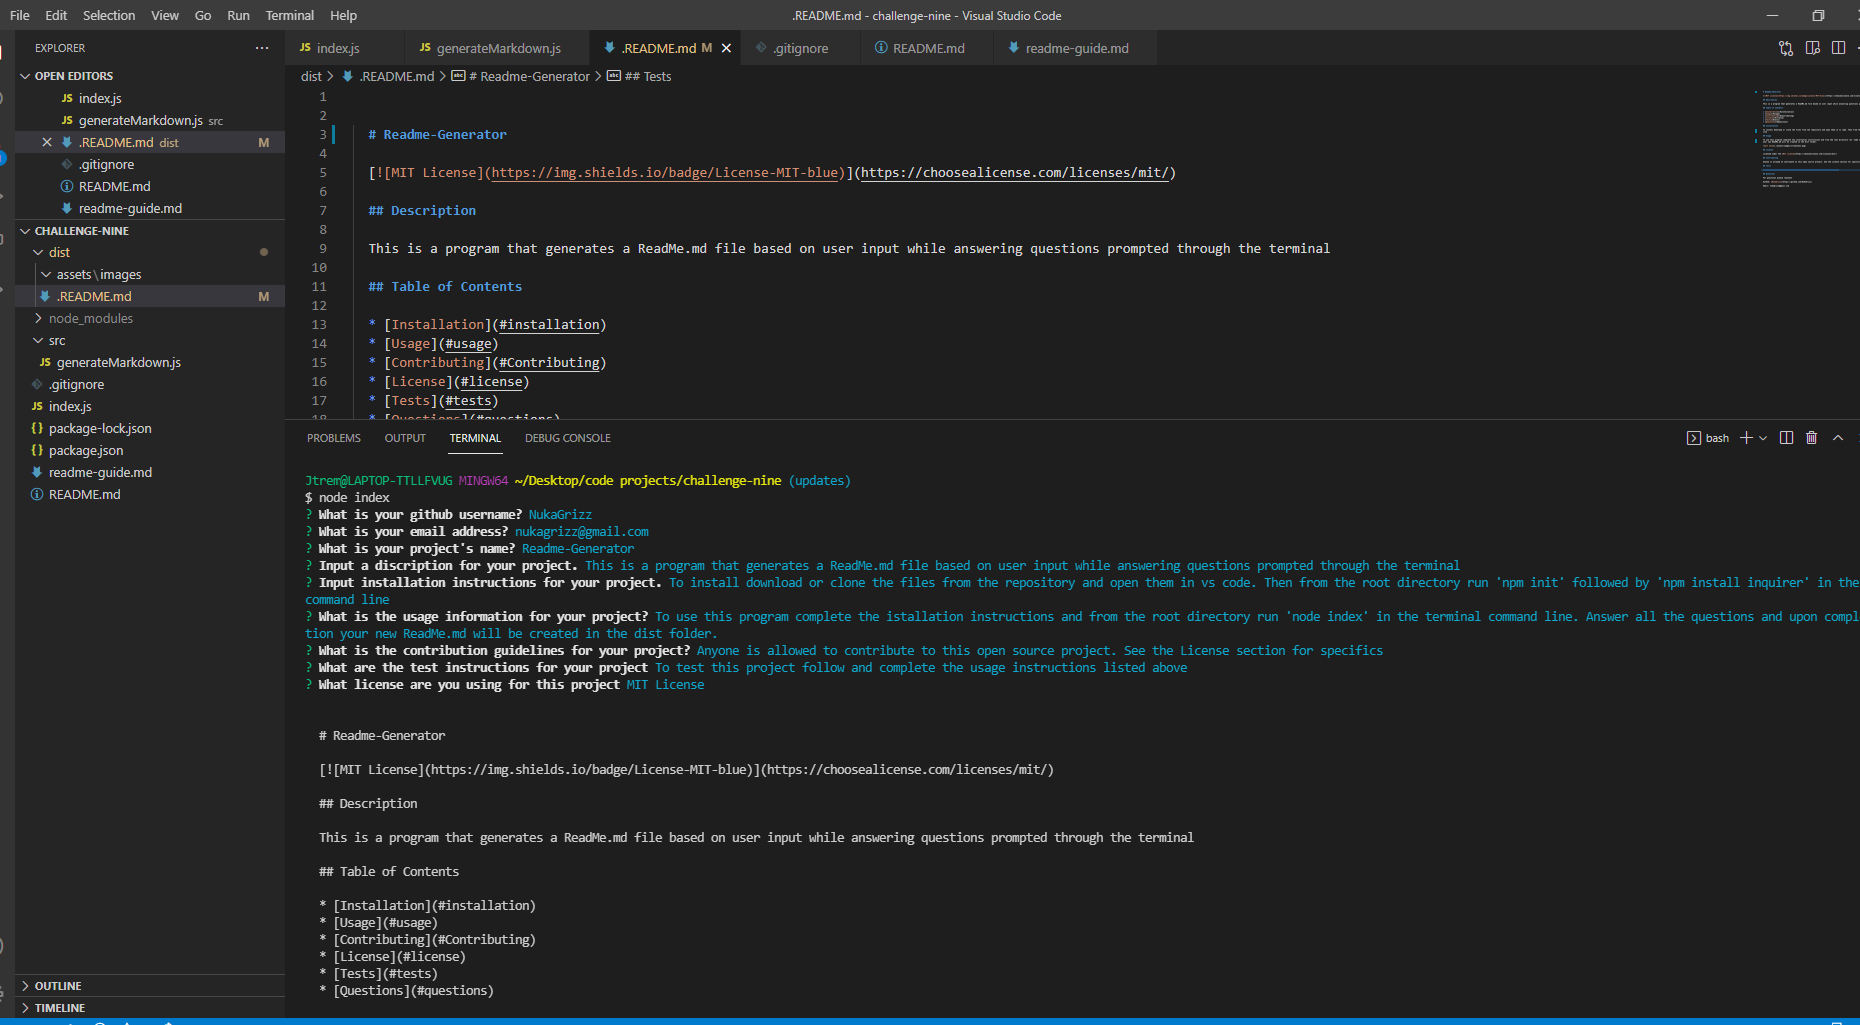 File Edit Selection View Go Run Terminal Help .README.md - challenge-nine - Visual Studio Code
EXPLORER
OPEN EDITORS
JS index.js
JS generateMarkdown.js src
.README.md dist M
.gitignore
README.md
readme-guide.md
CHALLENGE-NINE
dist
assets\images
.README.md M
node_modules
src
JS generateMarkdown.js
.gitignore
JS index.js
{} package-lock.json
{} package.json
readme-guide.md
README.md
OUTLINE
TIMELINE
JS index.js JS generateMarkdown.js .README.md M .gitignore README.md readme-guide.md
dist > .README.md > # Readme-Generator > ## Tests
1
2
3 # Readme-Generator
4
5 [![MIT License](https://img.shields.io/badge/License-MIT-blue)](https://choosealicense.com/licenses/mit/)
6
7 ## Description
8
9 This is a program that generates a ReadMe.md file based on user input while answering questions prompted through the terminal
10
11 ## Table of Contents
12
13 * [Installation](#installation)
14 * [Usage](#usage)
15 * [Contributing](#Contributing)
16 * [License](#license)
17 * [Tests](#tests)
18 * [Questions](#questions)
PROBLEMS OUTPUT TERMINAL DEBUG CONSOLE bash
Jtrem@LAPTOP-TTLLFVUG MINGW64 ~/Desktop/code projects/challenge-nine (updates)
$ node index
? What is your github username? NukaGrizz
? What is your email address? nukagrizz@gmail.com
? What is your project's name? Readme-Generator
? Input a discription for your project. This is a program that generates a ReadMe.md file based on user input while answering questions prompted through the terminal
? Input installation instructions for your project. To install download or clone the files from the repository and open them in vs code. Then from the root directory run 'npm init' followed by 'npm install inquirer' in the
command line
? What is the usage information for your project? To use this program complete the istallation instructions and from the root directory run 'node index' in the terminal command line. Answer all the questions and upon compl
tion your new ReadMe.md will be created in the dist folder.
? What is the contribution guidelines for your project? Anyone is allowed to contribute to this open source project. See the License section for specifics
? What are the test instructions for your project To test this project follow and complete the usage instructions listed above
? What license are you using for this project MIT License
# Readme-Generator
[![MIT License](https://img.shields.io/badge/License-MIT-blue)](https://choosealicense.com/licenses/mit/)
## Description
This is a program that generates a ReadMe.md file based on user input while answering questions prompted through the terminal
## Table of Contents
* [Installation](#installation)
* [Usage](#usage)
* [Contributing](#Contributing)
* [License](#license)
* [Tests](#tests)
* [Questions](#questions)